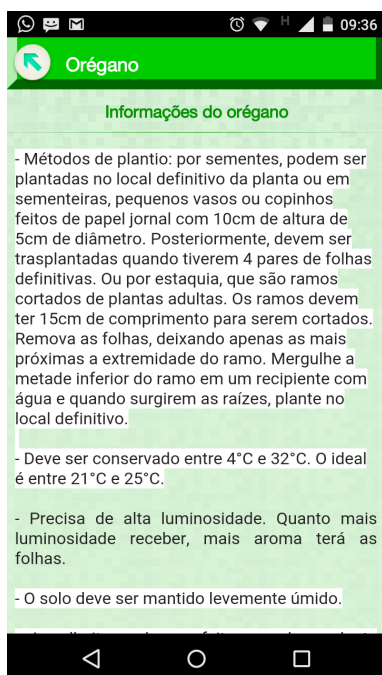 H 09:36
Orégano
Informações do orégano
- Métodos de plantio: por sementes, podem ser
plantadas no local definitivo da planta ou em
sementeiras, pequenos vasos ou copinhos
feitos de papel jornal com 10cm de altura de
5cm de diâmetro. Posteriormente, devem ser
trasplantadas quando tiverem 4 pares de folhas
definitivas. Ou por estaquia, que são ramos
cortados de plantas adultas. Os ramos devem
ter 15cm de comprimento para serem cortados.
Remova as folhas, deixando apenas as mais
próximas a extremidade do ramo. Mergulhe a
metade inferior do ramo em um recipiente com
água e quando surgirem as raízes, plante no
local definitivo.
- Deve ser conservado entre 4°C e 32°C. O ideal
é entre 21°C e 25°C.
- Precisa de alta luminosidade. Quanto mais
luminosidade receber, mais aroma terá as
folhas.
- O solo deve ser mantido levemente úmido.